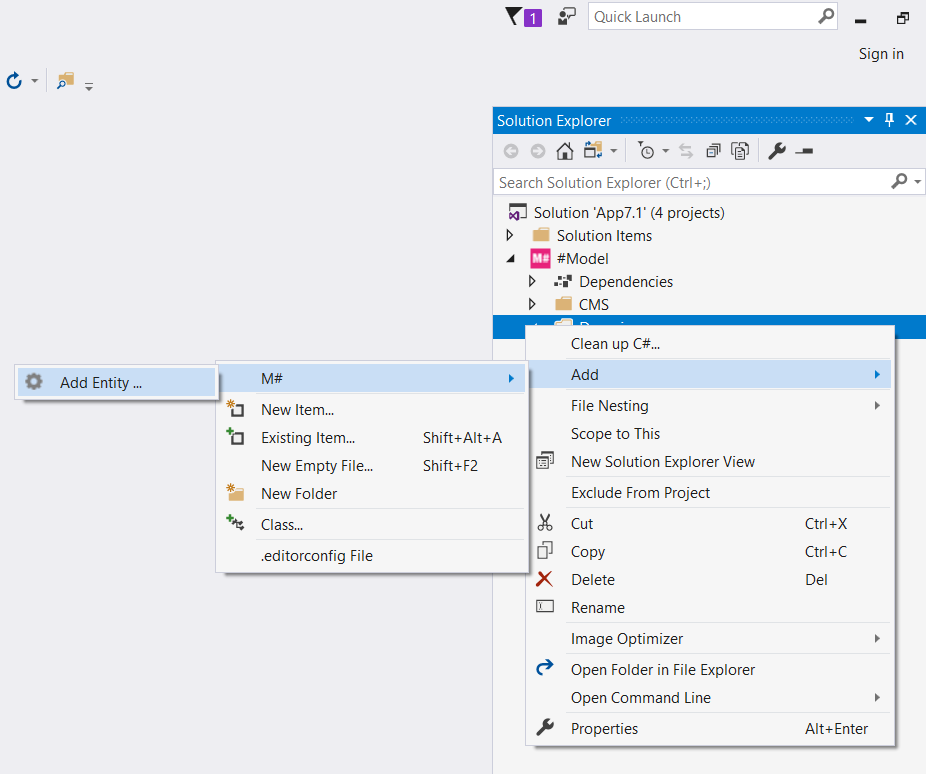 1
Quick Launch
Sign in
Solution Explorer
Search Solution Explorer (Ctrl+;)
Solution 'App7.1' (4 projects)
Solution Items
M# #Model
Dependencies
CMS
Clean up C#...
Add
File Nesting
Scope to This
New Solution Explorer View
Exclude From Project
Cut Ctrl+X
Copy Ctrl+C
Delete Del
Rename
Image Optimizer
Open Folder in File Explorer
Open Command Line
Properties Alt+Enter
M#
New Item...
Existing Item... Shift+Alt+A
New Empty File... Shift+F2
New Folder
Class...
.editorconfig File
Add Entity ...